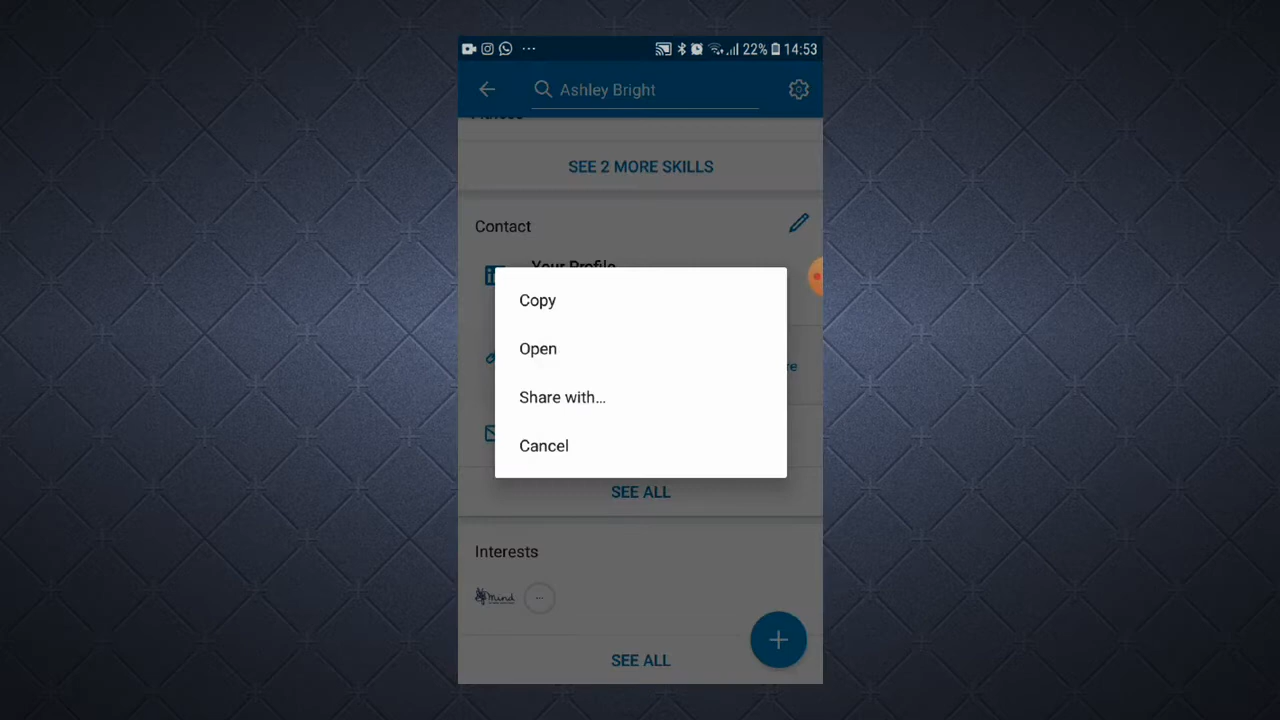 22% 14:53
Ashley Bright
SEE 2 MORE SKILLS
Contact
Your Profile
Copy
Open
Share with...
Cancel
SEE ALL
Interests
mind
SEE ALL